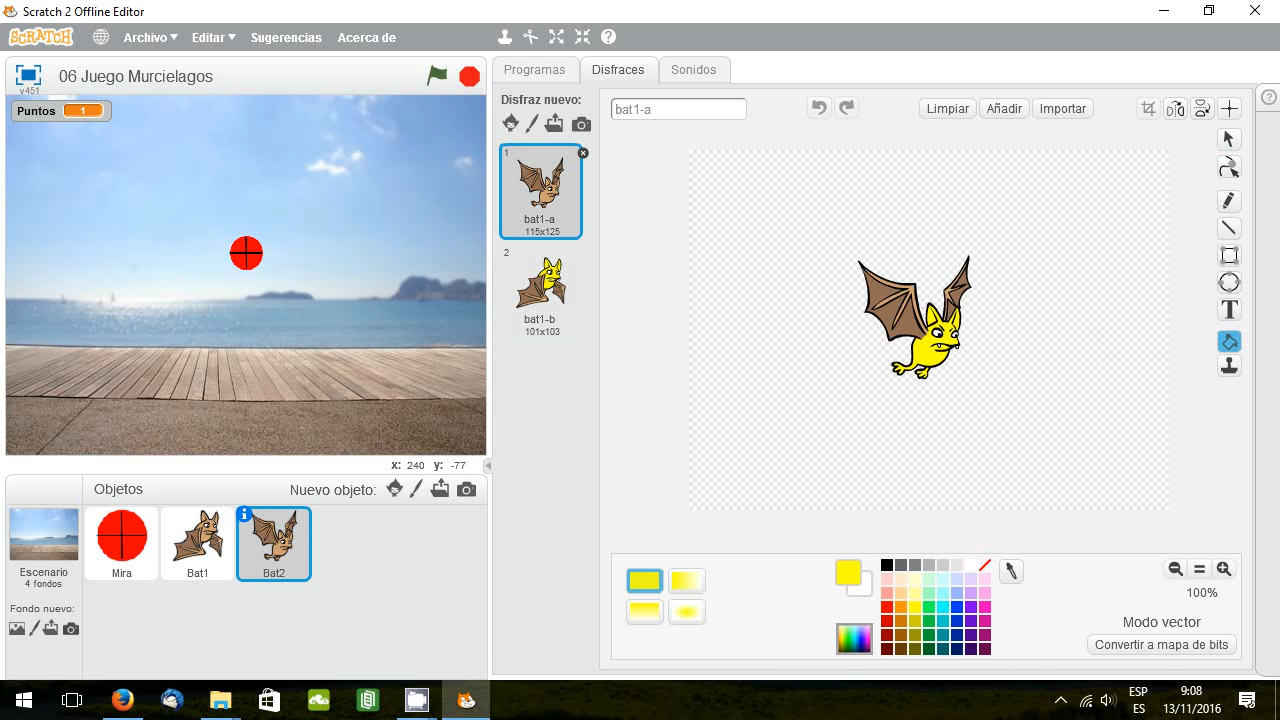 Scratch 2 Offline Editor
SCRATCH
Archivo
Editar
Sugerencias
Acerca de
v451
06 Juego Murcielagos
Programas
Disfraces
Sonidos
Puntos 1
Disfraz nuevo:
bat1-a
Limpiar
Añadir
Importar
1
bat1-a
115x125
2
bat1-b
101x103
T
x: 240 y: -77
Objetos
Nuevo objeto:
Escenario
4 fondos
Fondo nuevo:
Mira
Bat1
Bat2
100%
Modo vector
Convertir a mapa de bits
ESP
ES
9:08
13/11/2016